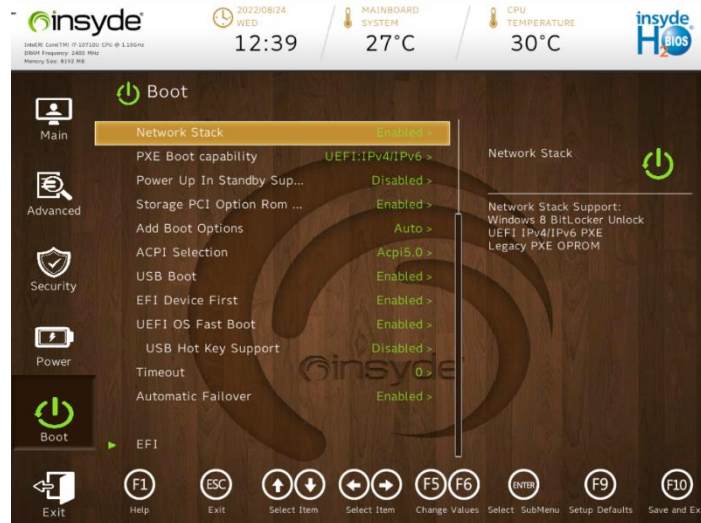 insyde
Intel(R) Core(TM) i7-10710U CPU @ 1.10GHz
DRAM Frequency: 2400 MHz
Memory Size: 8192 MB
2022/08/24
WED
12:39
MAINBOARD
SYSTEM
27°C
CPU
TEMPERATURE
30°C
insyde
H2O BIOS
Boot
Main
Advanced
Security
Power
Boot
Exit
Network Stack Enabled >
PXE Boot capability UEFI:IPv4/IPv6 >
Power Up In Standby Sup... Disabled >
Storage PCI Option Rom ... Enabled >
Add Boot Options Auto >
ACPI Selection Acpi5.0 >
USB Boot Enabled >
EFI Device First Enabled >
UEFI OS Fast Boot Enabled >
USB Hot Key Support Disabled >
Timeout 0 >
Automatic Failover Enabled >
EFI
insyde
Network Stack
Network Stack Support:
Windows 8 BitLocker Unlock
UEFI IPv4/IPv6 PXE
Legacy PXE OPROM
F1
Help
ESC
Exit
Select Item
Select Item
F5 F6
Change Values
ENTER
Select SubMenu
F9
Setup Defaults
F10
Save and Ex